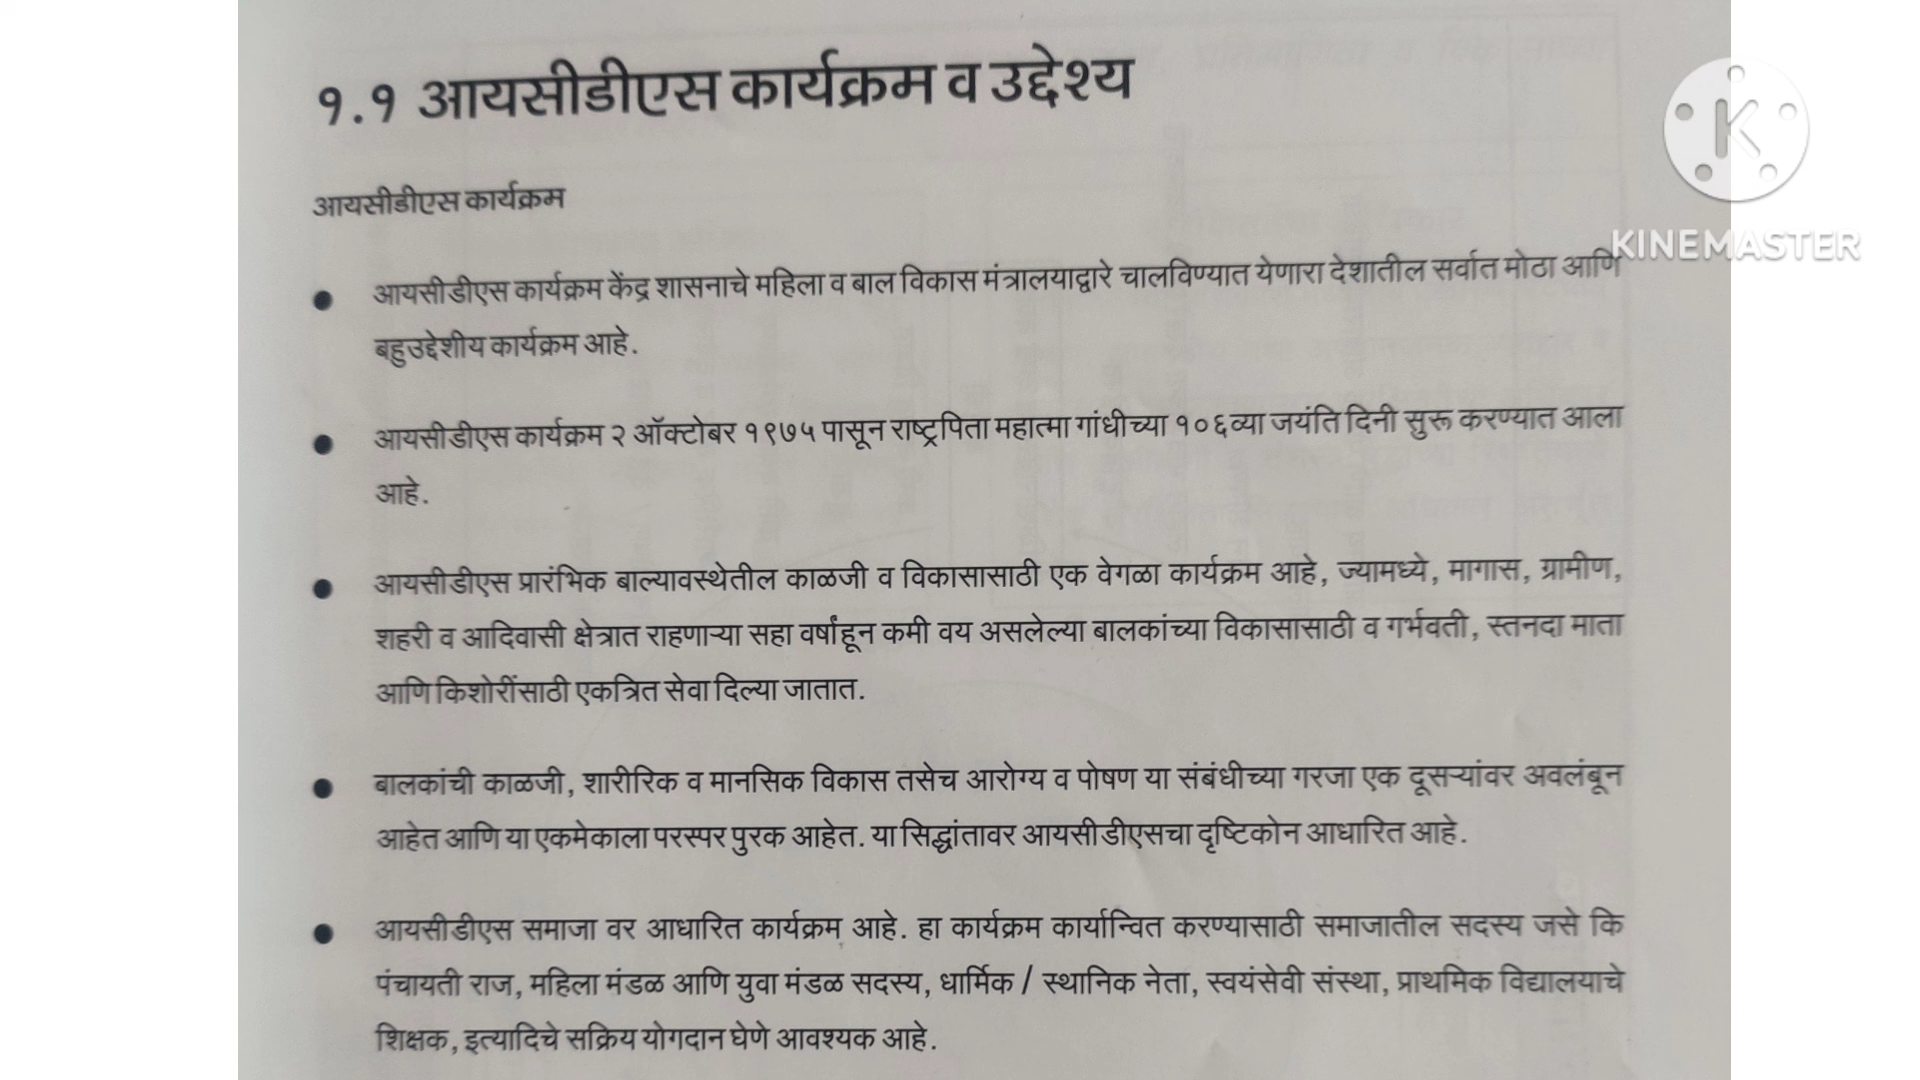 १.१ आयसीडीएस कार्यक्रम व उद्देश्य
आयसीडीएस कार्यक्रम
● आयसीडीएस कार्यक्रम केंद्र शासनाचे महिला व बाल विकास मंत्रालयाद्वारे चालविण्यात येणारा देशातील सर्वात मोठा आणि
बहुउद्देशीय कार्यक्रम आहे.
● आयसीडीएस कार्यक्रम २ ऑक्टोबर १९७५ पासून राष्ट्रपिता महात्मा गांधीच्या १०६व्या जयंति दिनी सुरू करण्यात आला
आहे.
● आयसीडीएस प्रारंभिक बाल्यावस्थेतील काळजी व विकासासाठी एक वेगळा कार्यक्रम आहे, ज्यामध्ये, मागास, ग्रामीण,
शहरी व आदिवासी क्षेत्रात राहणाऱ्या सहा वर्षांहून कमी वय असलेल्या बालकांच्या विकासासाठी व गर्भवती, स्तनदा माता
आणि किशोरींसाठी एकत्रित सेवा दिल्या जातात.
● बालकांची काळजी, शारीरिक व मानसिक विकास तसेच आरोग्य व पोषण या संबंधीच्या गरजा एक दूसऱ्यांवर अवलंबून
आहेत आणि या एकमेकाला परस्पर पुरक आहेत. या सिद्धांतावर आयसीडीएसचा दृष्टिकोन आधारित आहे.
● आयसीडीएस समाजा वर आधारित कार्यक्रम आहे. हा कार्यक्रम कार्यान्वित करण्यासाठी समाजातील सदस्य जसे कि
पंचायती राज, महिला मंडळ आणि युवा मंडळ सदस्य, धार्मिक / स्थानिक नेता, स्वयंसेवी संस्था, प्राथमिक विद्यालयाचे
शिक्षक, इत्यादिचे सक्रिय योगदान घेणे आवश्यक आहे.
K
KINEMASTER